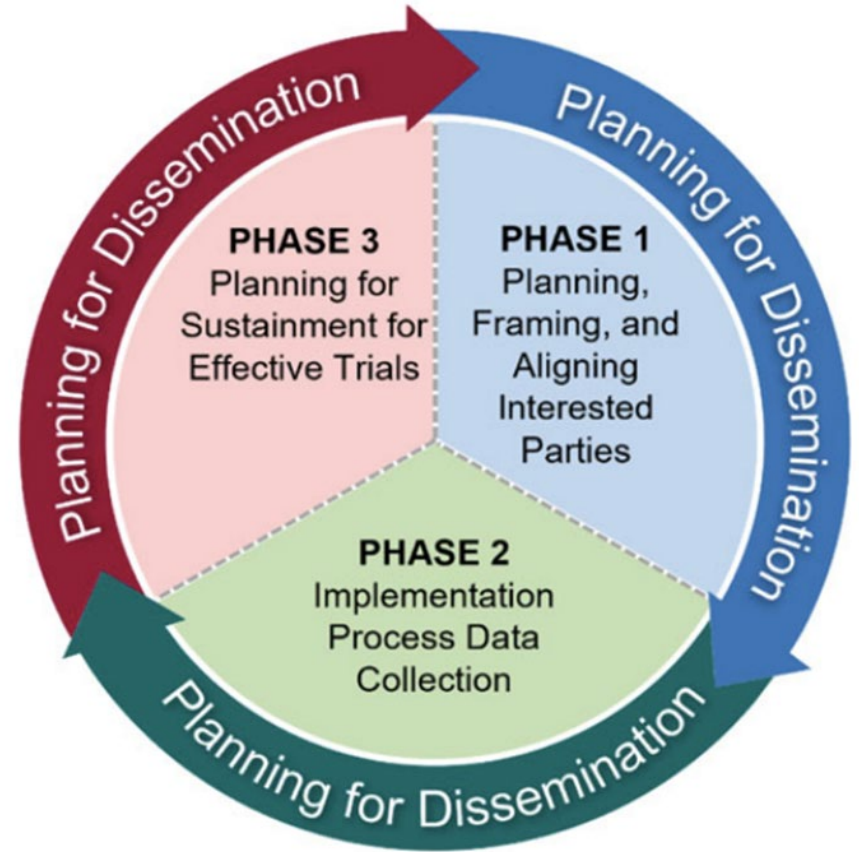 Planning for Dissemination
Planning for Dissemination
PHASE 3
Planning for
Sustainment for
Effective Trials
PHASE 1
Planning,
Framing, and
Aligning
Interested
Parties
PHASE 2
Implementation
Process Data
Collection
Planning for Dissemination